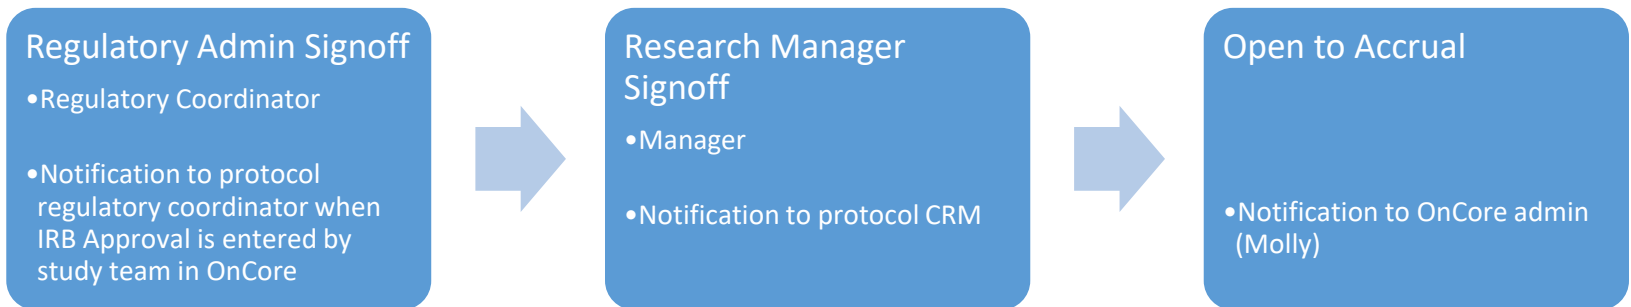 Regulatory Admin Signoff
•Regulatory Coordinator
•Notification to protocol
regulatory coordinator when
IRB Approval is entered by
study team in OnCore
Research Manager
Signoff
•Manager
•Notification to protocol CRM
Open to Accrual
•Notification to OnCore admin
(Molly)